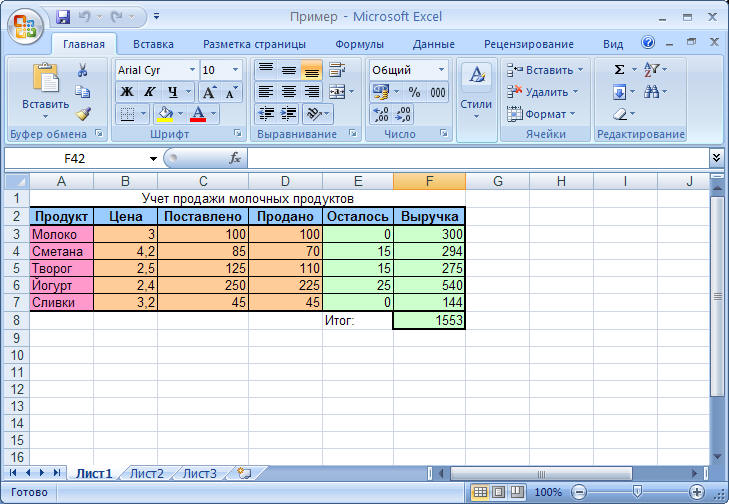 Пример - Microsoft Excel
Главная Вставка Разметка страницы Формулы Данные Рецензирование Вид
Вставить
Arial Cyr 10
Ж К Ч A A
A
Общий
% 000
Стили
Вставить
Удалить
Формат
Σ
Буфер обмена Шрифт Выравнивание Число Ячейки Редактирование
F42 fx
A B C D E F G H I J
1 Учет продажи молочных продуктов
2 Продукт Цена Поставлено Продано Осталось Выручка
3 Молоко 3 100 100 0 300
4 Сметана 4,2 85 70 15 294
5 Творог 2,5 125 110 15 275
6 Йогурт 2,4 250 225 25 540
7 Сливки 3,2 45 45 0 144
8 Итог: 1553
9
10
11
12
13
14
15
16
Лист1 Лист2 Лист3
Готово 100%